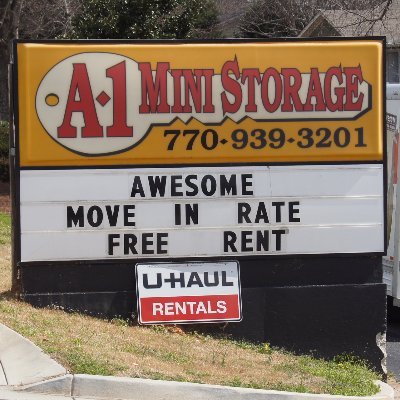 A·1 MINI STORAGE
770·939·3201
AWESOME
MOVE IN RATE
FREE RENT
U-HAUL
RENTALS